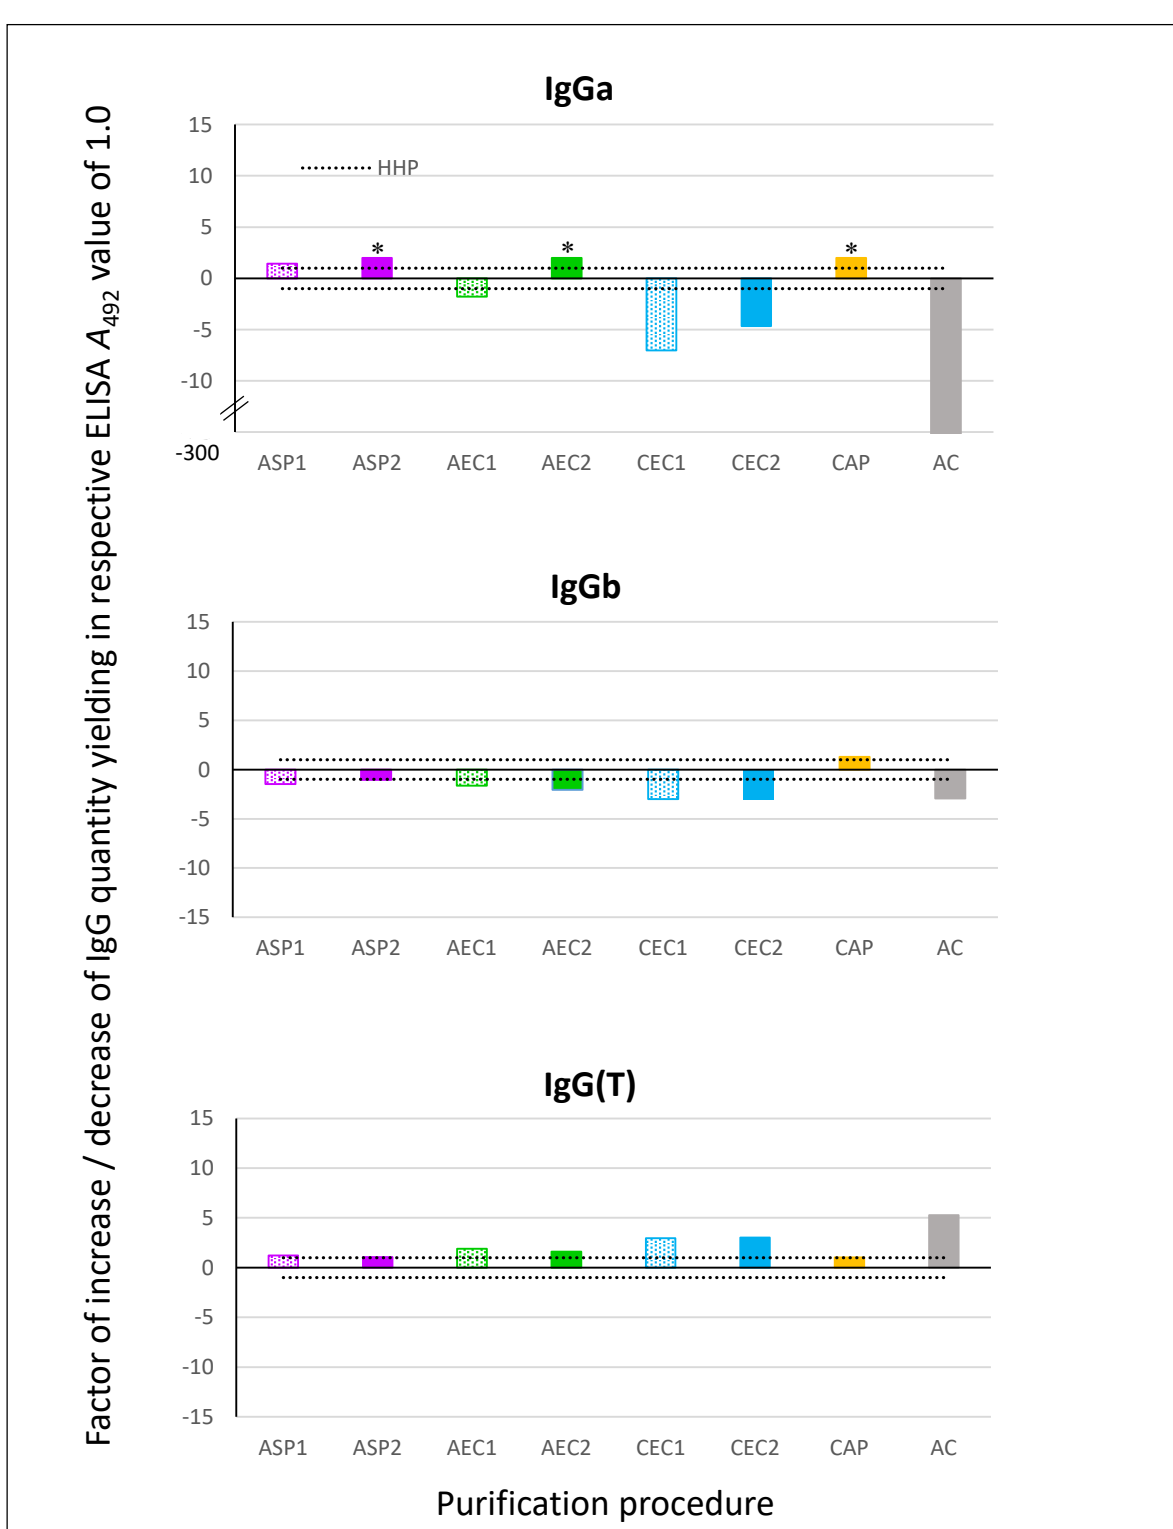 Factor of increase / decrease of IgG quantity yielding in respective ELISA A492 value of 1.0
IgGa
15
HHP
10
5
* * *
0
-5
-10
-300
ASP1 ASP2 AEC1 AEC2 CEC1 CEC2 CAP AC
IgGb
15
10
5
0
-5
-10
-15
ASP1 ASP2 AEC1 AEC2 CEC1 CEC2 CAP AC
IgG(T)
15
10
5
0
-5
-10
-15
ASP1 ASP2 AEC1 AEC2 CEC1 CEC2 CAP AC
Purification procedure